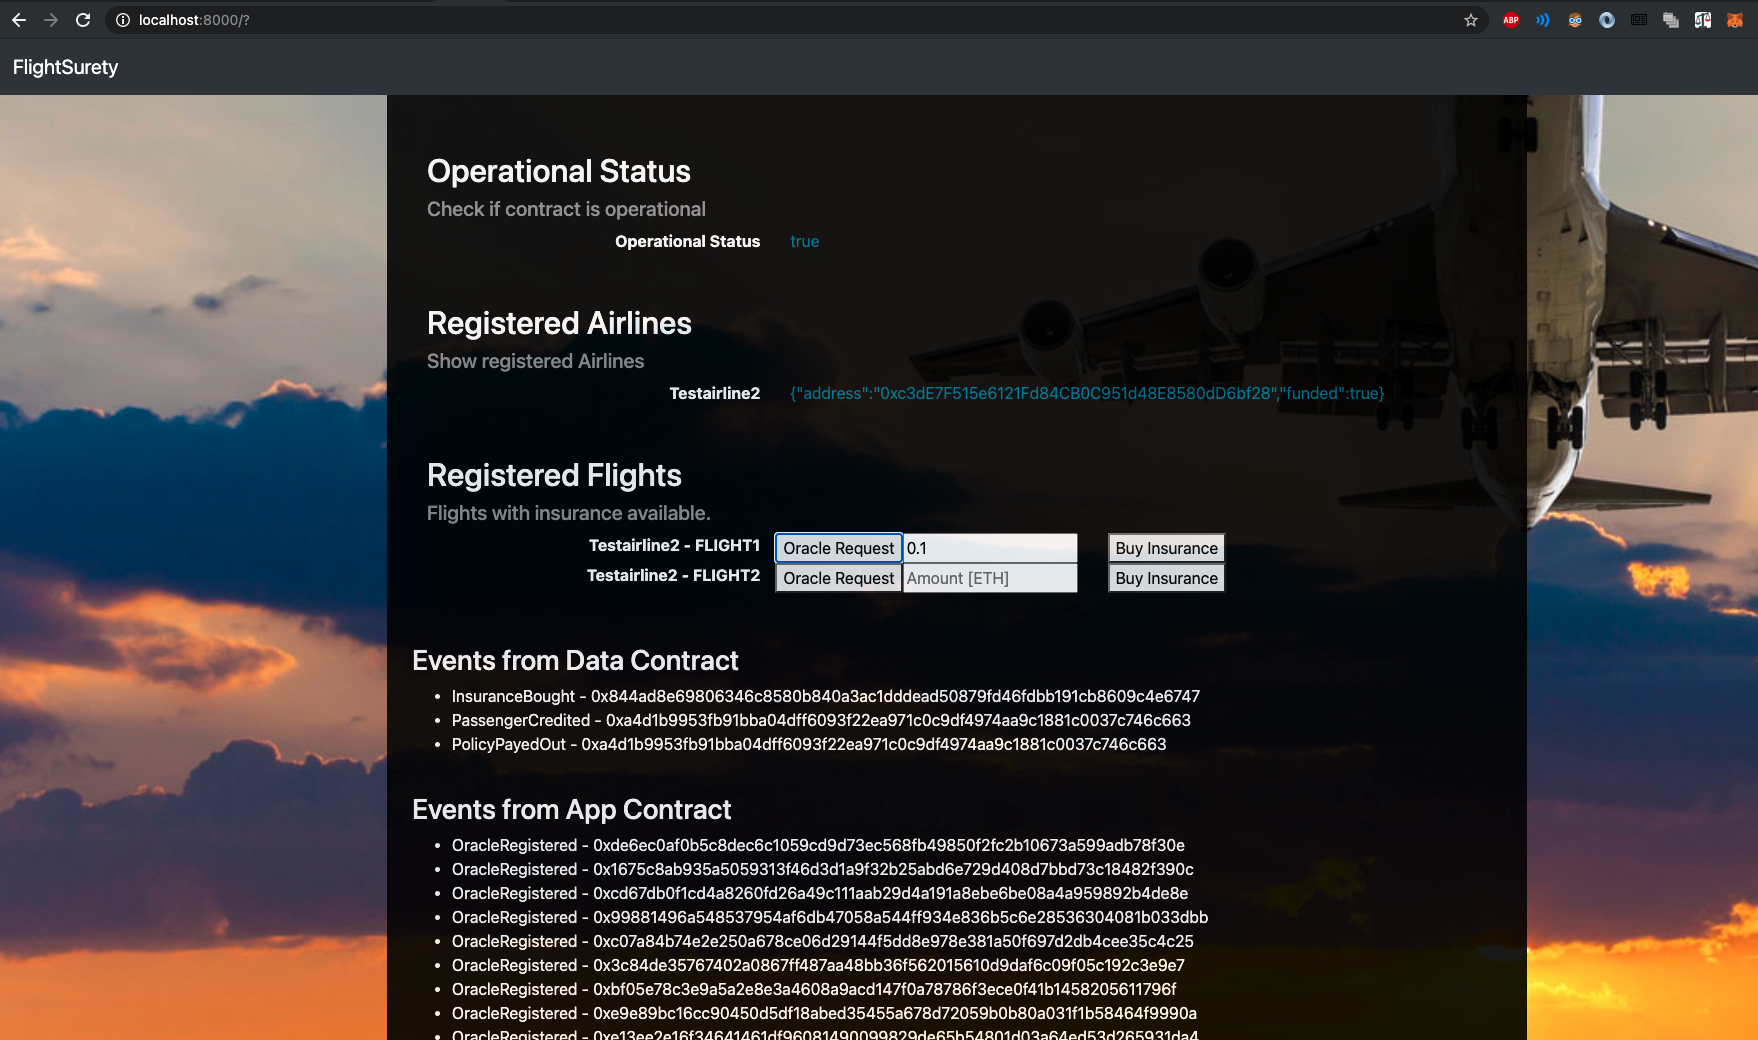 localhost:8000/?
ABP
FlightSurety
Operational Status
Check if contract is operational
Operational Status true
Registered Airlines
Show registered Airlines
Testairline2 {"address":"0xc3dE7F515e6121Fd84CB0C951d48E8580dD6bf28","funded":true}
Registered Flights
Flights with insurance available.
Testairline2 - FLIGHT1 Oracle Request 0.1 Buy Insurance
Testairline2 - FLIGHT2 Oracle Request Amount [ETH] Buy Insurance
Events from Data Contract
• InsuranceBought - 0x844ad8e69806346c8580b840a3ac1dddead50879fd46fdbb191cb8609c4e6747
• PassengerCredited - 0xa4d1b9953fb91bba04dff6093f22ea971c0c9df4974aa9c1881c0037c746c663
• PolicyPayedOut - 0xa4d1b9953fb91bba04dff6093f22ea971c0c9df4974aa9c1881c0037c746c663
Events from App Contract
• OracleRegistered - 0xde6ec0af0b5c8dec6c1059cd9d73ec568fb49850f2fc2b10673a599adb78f30e
• OracleRegistered - 0x1675c8ab935a5059313f46d3d1a9f32b25abd6e729d408d7bbd73c18482f390c
• OracleRegistered - 0xcd67db0f1cd4a8260fd26a49c111aab29d4a191a8ebe6be08a4a959892b4de8e
• OracleRegistered - 0x99881496a548537954af6db47058a544ff934e836b5c6e28536304081b033dbb
• OracleRegistered - 0xc07a84b74e2e250a678ce06d29144f5dd8e978e381a50f697d2db4cee35c4c25
• OracleRegistered - 0x3c84de35767402a0867ff487aa48bb36f562015610d9daf6c09f05c192c3e9e7
• OracleRegistered - 0xbf05e78c3e9a5a2e8e3a4608a9acd147f0a78786f3ece0f41b1458205611796f
• OracleRegistered - 0xe9e89bc16cc90450d5df18abed35455a678d72059b0b80a031f1b58464f9990a
• OracleRegistered - 0xe13ee2e16f34641461df96081490099829de65b54801d03a64ed53d265931da4